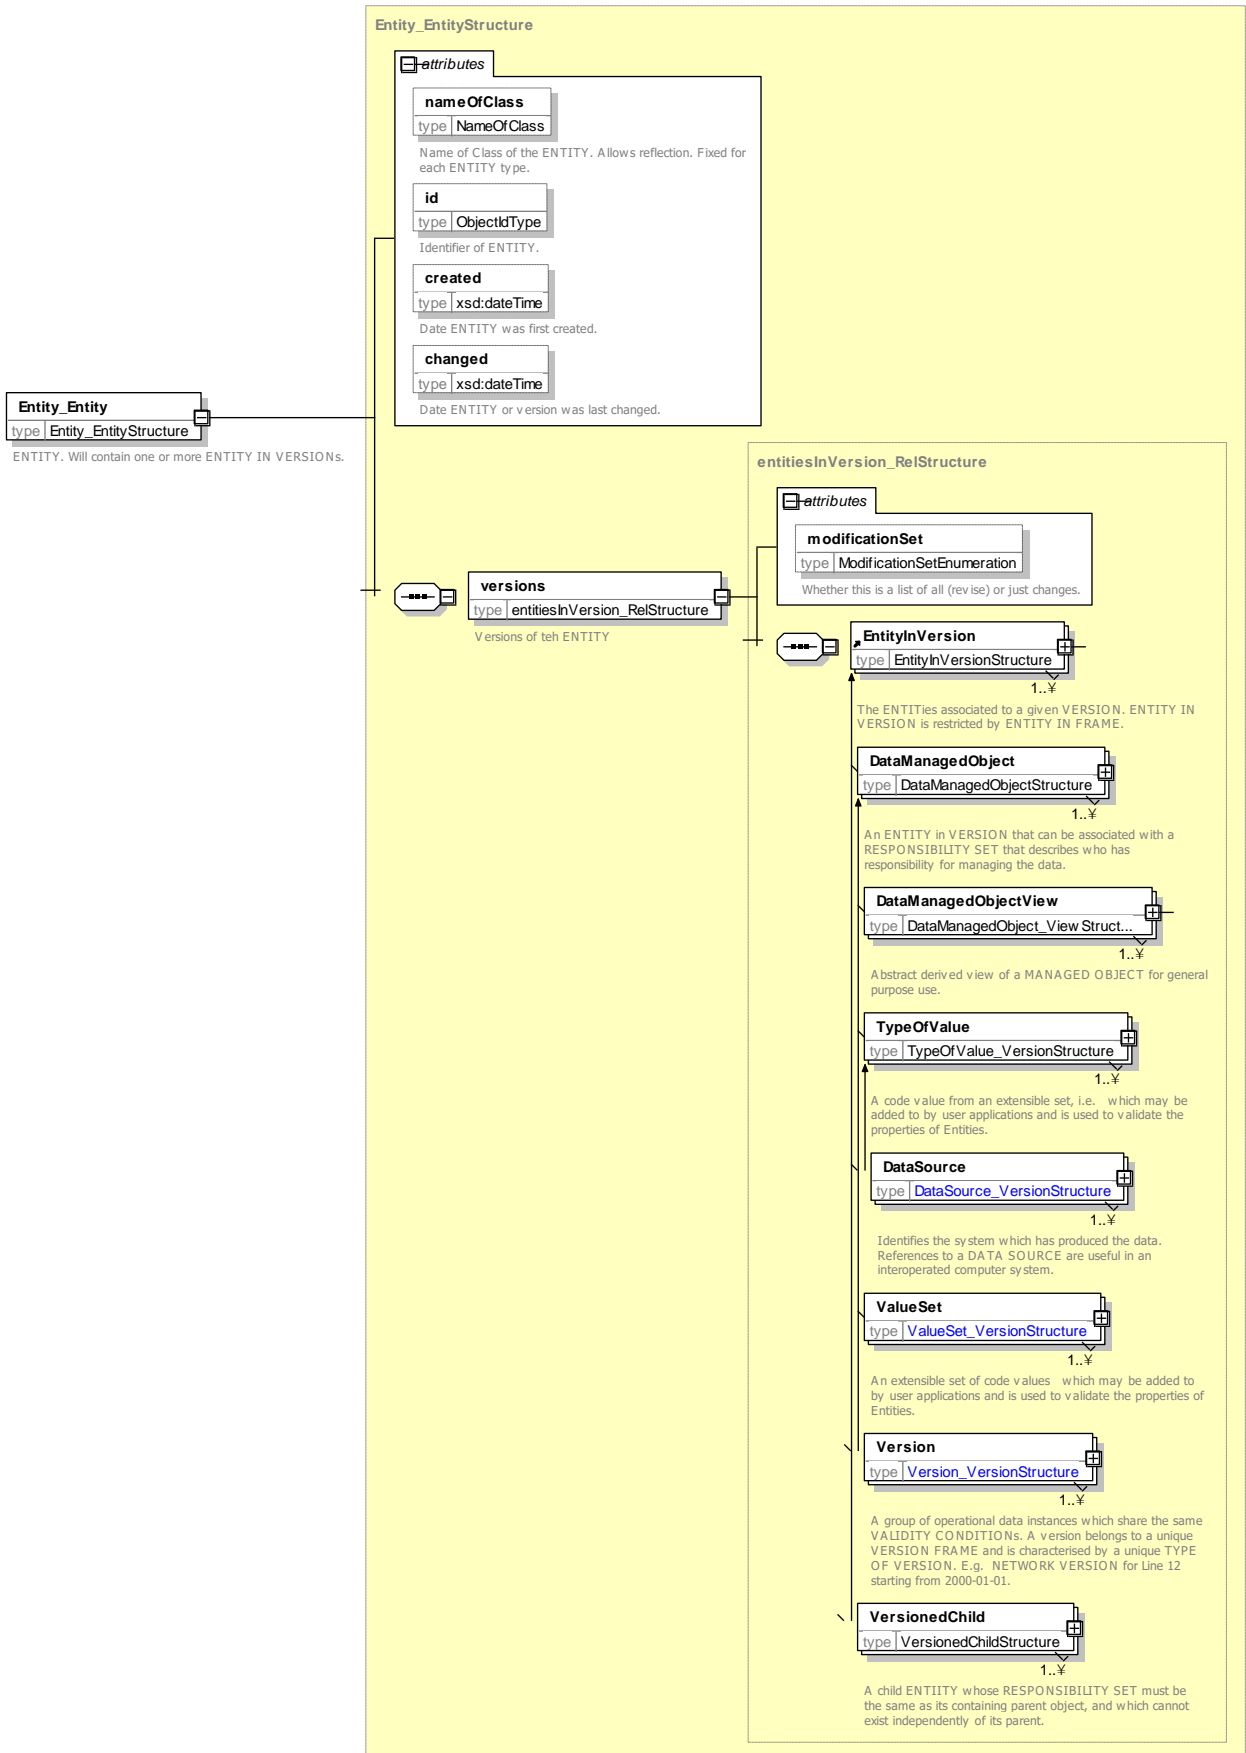 Entity_EntityStructure
attributes
nameOfClass
type NameOfClass
Name of Class of the ENTITY. Allows reflection. Fixed for
each ENTITY type.
id
type ObjectIdType
Identifier of ENTITY.
created
type xsd:dateTime
Date ENTITY was first created.
changed
type xsd:dateTime
Date ENTITY or version was last changed.
Entity_Entity
type Entity_EntityStructure
ENTITY. Will contain one or more ENTITY IN VERSIONs.
versions
type entitiesInVersion_RelStructure
Versions of teh ENTITY
entitiesInVersion_RelStructure
attributes
modificationSet
type ModificationSetEnumeration
Whether this is a list of all (revise) or just changes.
EntityInVersion
type EntityInVersionStructure
1..¥
The ENTITies associated to a given VERSION. ENTITY IN
VERSION is restricted by ENTITY IN FRAME.
DataManagedObject
type DataManagedObjectStructure
1..¥
An ENTITY in VERSION that can be associated with a
RESPONSIBILITY SET that describes who has
responsibility for managing the data.
DataManagedObjectView
type DataManagedObject_ViewStruct...
1..¥
Abstract derived view of a MANAGED OBJECT for general
purpose use.
TypeOfValue
type TypeOfValue_VersionStructure
1..¥
A code value from an extensible set, i.e. which may be
added to by user applications and is used to validate the
properties of Entities.
DataSource
type DataSource_VersionStructure
1..¥
Identifies the system which has produced the data.
References to a DATA SOURCE are useful in an
interoperated computer system.
ValueSet
type ValueSet_VersionStructure
1..¥
An extensible set of code values which may be added to
by user applications and is used to validate the properties of
Entities.
Version
type Version_VersionStructure
1..¥
A group of operational data instances which share the same
VALIDITY CONDITIONs. A version belongs to a unique
VERSION FRAME and is characterised by a unique TYPE
OF VERSION. E.g. NETWORK VERSION for Line 12
starting from 2000-01-01.
VersionedChild
type VersionedChildStructure
1..¥
A child ENTIITY whose RESPONSIBILITY SET must be
the same as its containing parent object, and which cannot
exist independently of its parent.